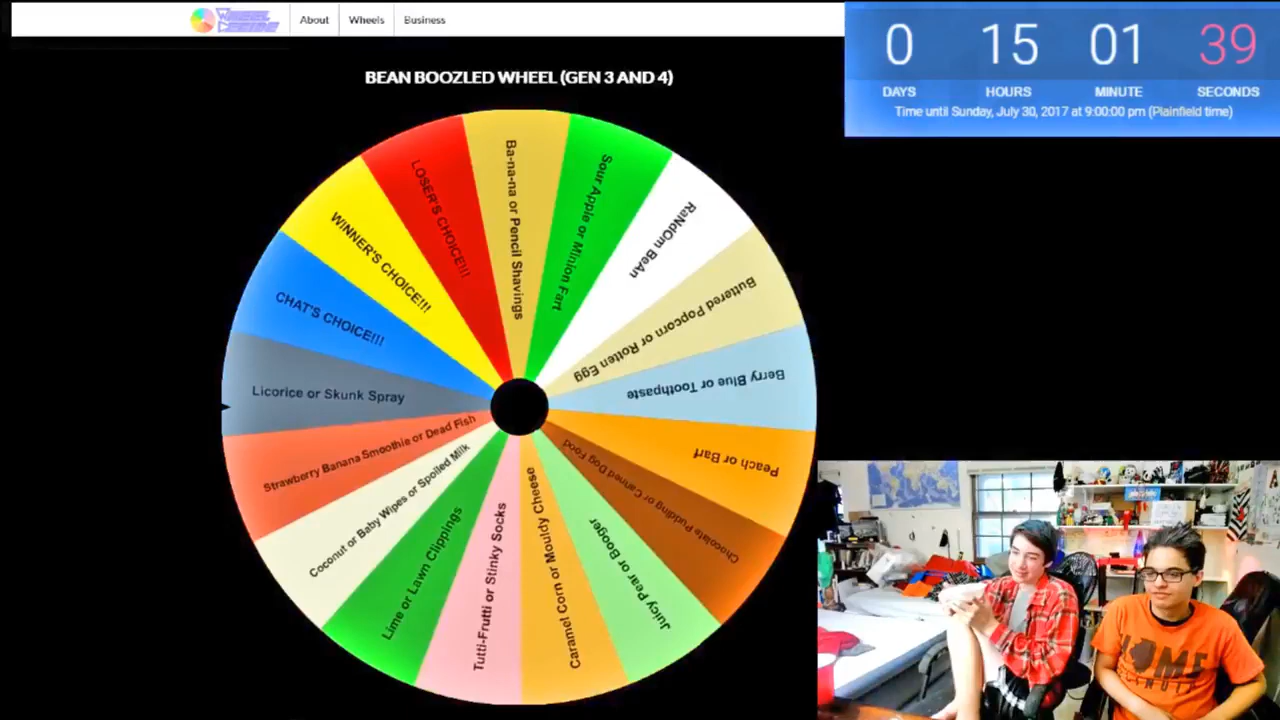 WHEEL
DECIDE
About
Wheels
Business
0 15 01 39
DAYS HOURS MINUTE SECONDS
Time until Sunday, July 30, 2017 at 9:00:00 pm (Plainfield time)
BEAN BOOZLED WHEEL (GEN 3 AND 4)
Ba-na-na or Pencil Shavings
Sour Apple or Minion Fart
RaNdOm BeAn
Buttered Popcorn or Rotten Egg
Berry Blue or Toothpaste
Peach or Barf
Chocolate Pudding or Canned Dog Food
Juicy Pear or Booger
Caramel Corn or Mouldy Cheese
Tutti-Frutti or Stinky Socks
Lime or Lawn Clippings
Coconut or Baby Wipes or Spoiled Milk
Strawberry Banana Smoothie or Dead Fish
Licorice or Skunk Spray
CHAT'S CHOICE!!!
WINNER'S CHOICE!!!
LOSER'S CHOICE!!!